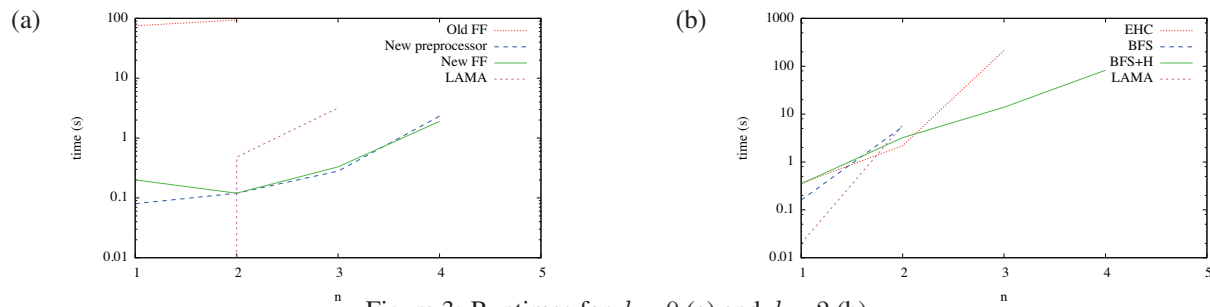 (a)
100
10
1
0.1
0.01
time (s)
1 2 3 4 5
n
Old FF
New preprocessor
New FF
LAMA
(b)
1000
100
10
1
0.1
0.01
time (s)
1 2 3 4 5
EHC
BFS
BFS+H
LAMA
n
(a) and 2 (b)